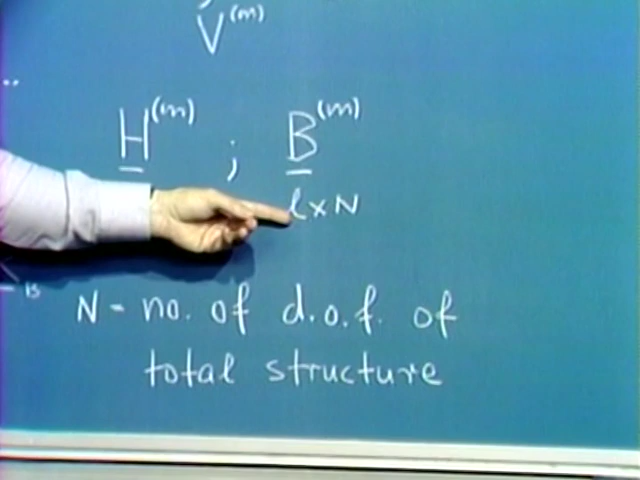 V^(m)
..
H^(m) ; B^(m)
l x N
B
N - no. of d.o.f. of
total structure